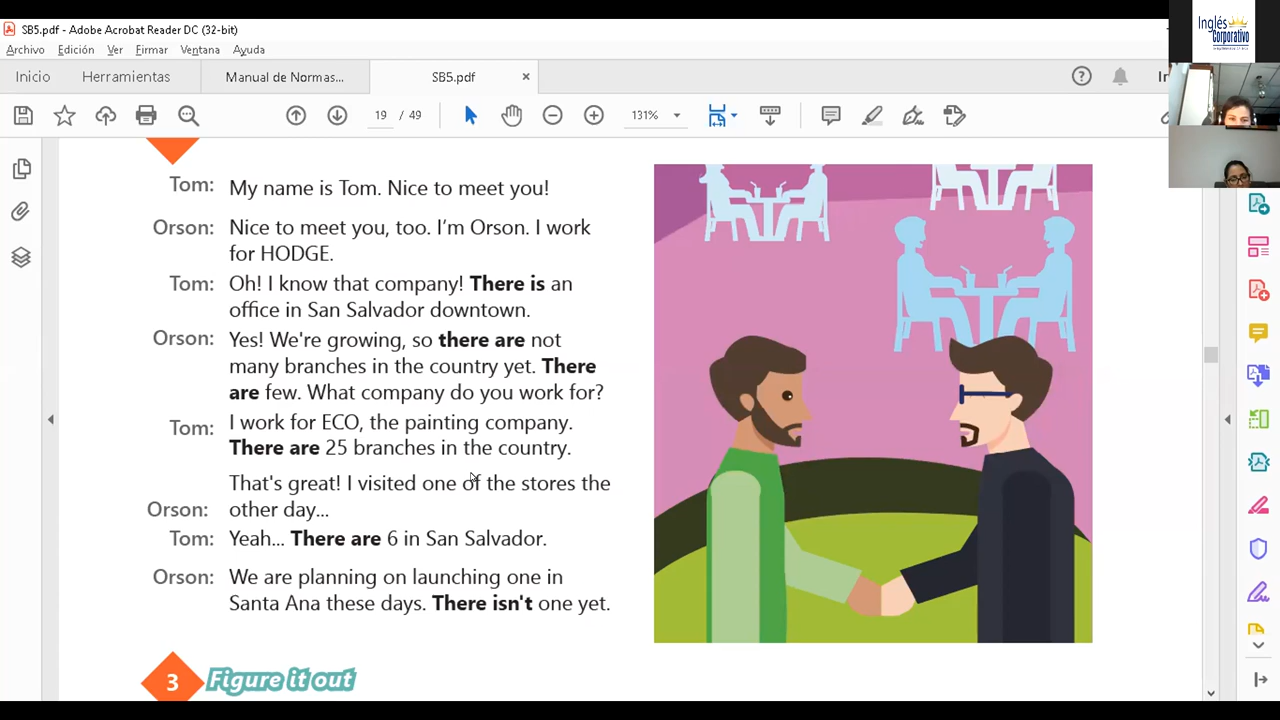 SB5.pdf - Adobe Acrobat Reader DC (32-bit)
Archivo Edición Ver Firmar Ventana Ayuda
Inicio Herramientas Manual de Normas... SB5.pdf ×
19 / 49 131%
Inglés
Corporativo
Tom: My name is Tom. Nice to meet you!
Orson: Nice to meet you, too. I’m Orson. I work
for HODGE.
Tom: Oh! I know that company! There is an
office in San Salvador downtown.
Orson: Yes! We're growing, so there are not
many branches in the country yet. There
are few. What company do you work for?
Tom: I work for ECO, the painting company.
There are 25 branches in the country.
That's great! I visited one of the stores the
Orson: other day...
Tom: Yeah... There are 6 in San Salvador.
Orson: We are planning on launching one in
Santa Ana these days. There isn't one yet.
3 Figure it out